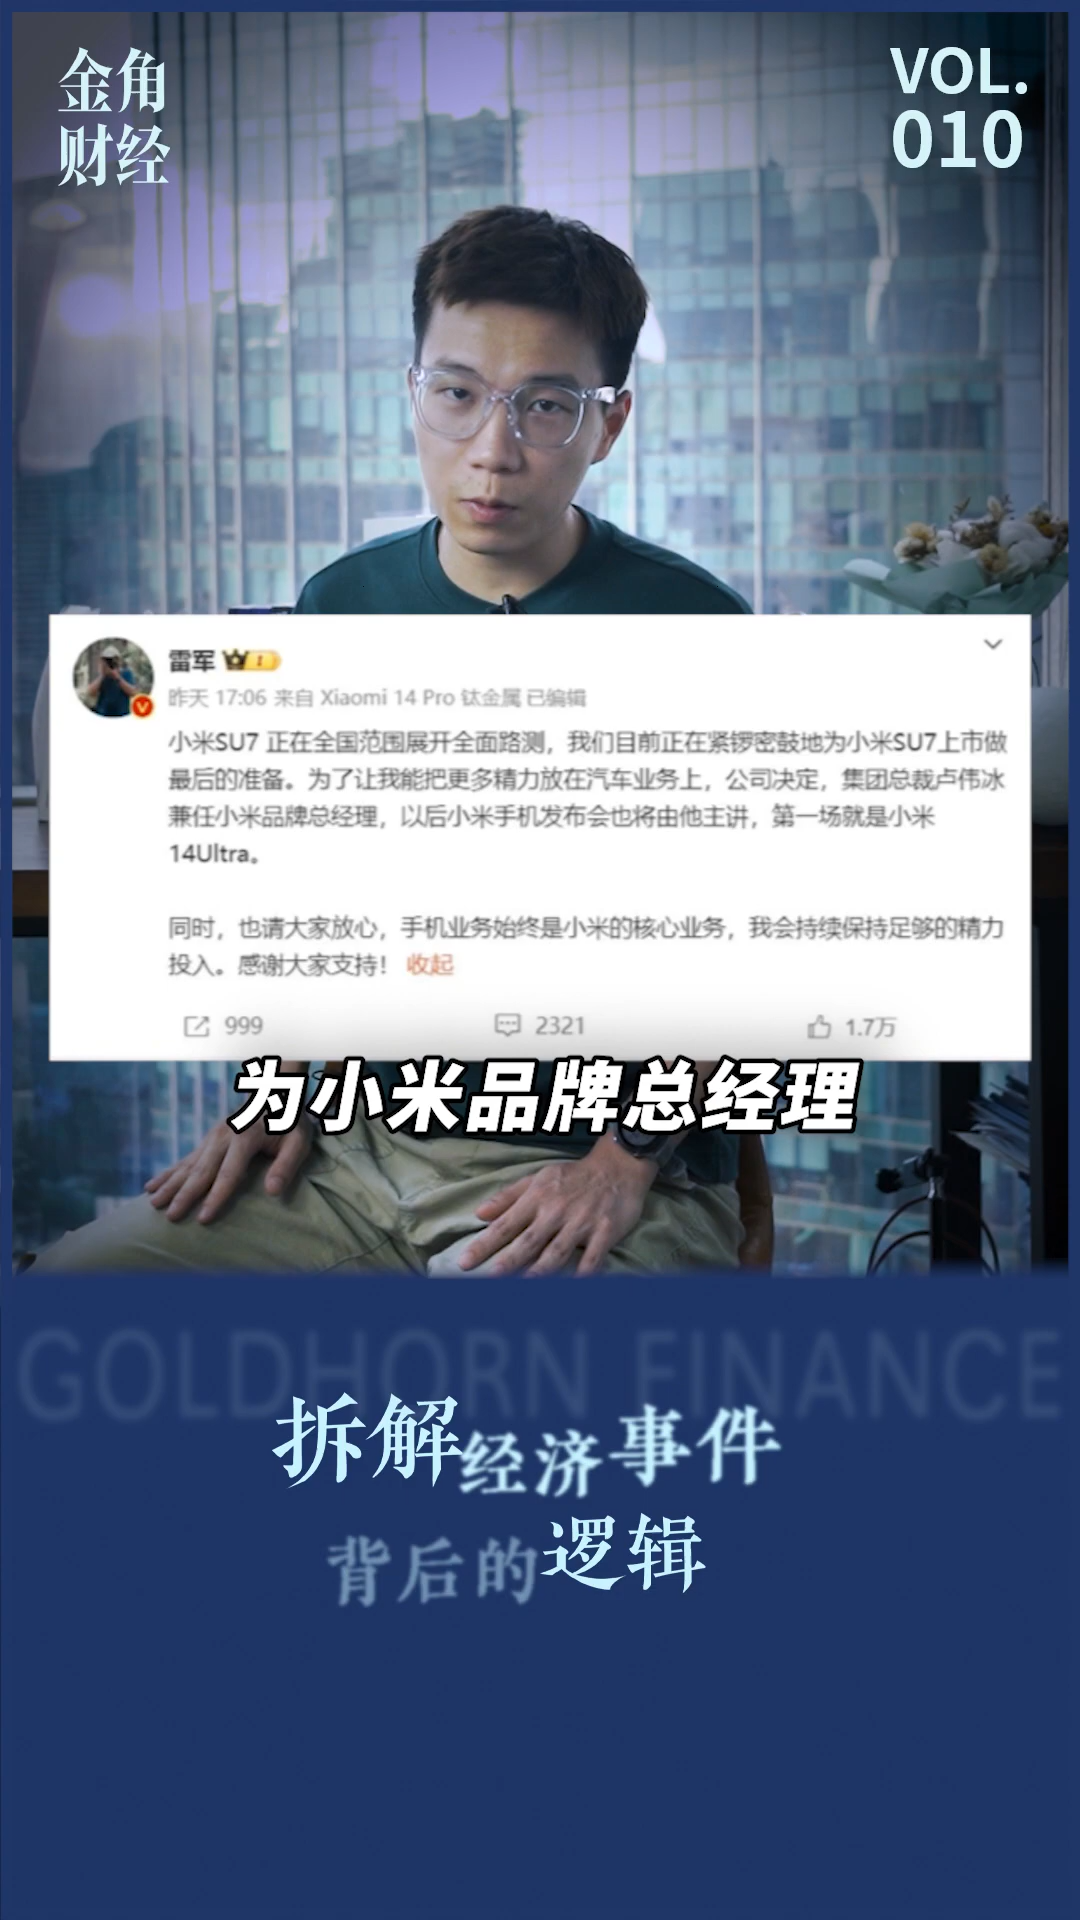 金角
财经
VOL.
010
雷军
昨天 17:06 来自 Xiaomi 14 Pro 钛金属 已编辑
小米SU7 正在全国范围展开全面路测，我们目前正在紧锣密鼓地为小米SU7上市做
最后的准备。为了让我能把更多精力放在汽车业务上，公司决定，集团总裁卢伟冰
兼任小米品牌总经理，以后小米手机发布会也将由他主讲，第一场就是小米
14Ultra。
同时，也请大家放心，手机业务始终是小米的核心业务，我会持续保持足够的精力
投入。感谢大家支持！ 收起
999 2321 1.7万
为小米品牌总经理
GOLDHORN FINANCE
拆解经济事件
背后的逻辑